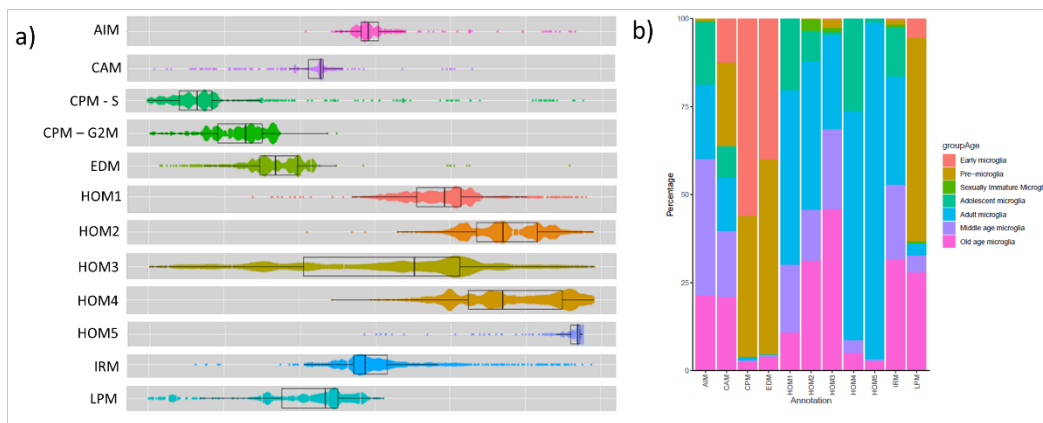 a)
AIM
CAM
CPM - S
CPM – G2M
EDM
HOM1
HOM2
HOM3
HOM4
HOM5
IRM
LPM
b)
100
75
50
25
0
Percentage
AIM
CAM
CPM
EDM
HOM1
HOM2
HOM3
HOM4
HOM5
IRM
LPM
Annotation
groupAge
Early microglia
Pre-microglia
Sexually Immature Microgli
Adolescent microglia
Adult microglia
Middle age microglia
Old age microglia